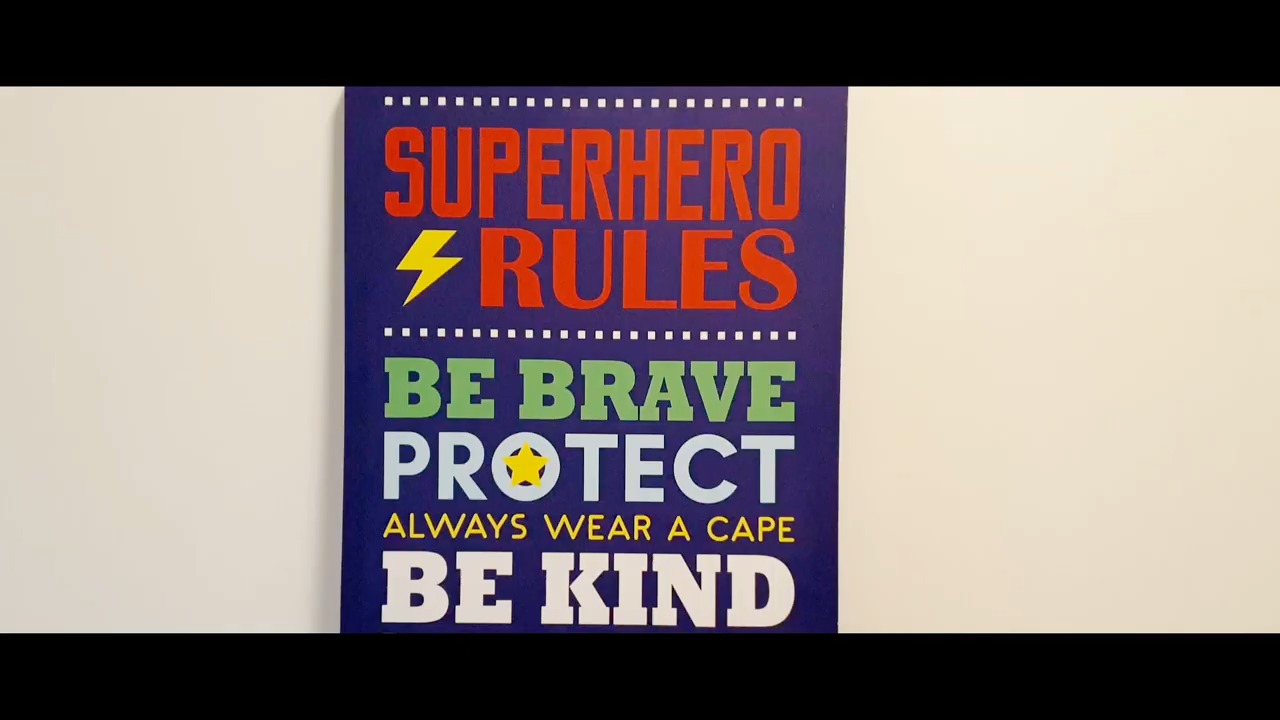 SUPERHERO
RULES
BE BRAVE
PROTECT
ALWAYS WEAR A CAPE
BE KIND